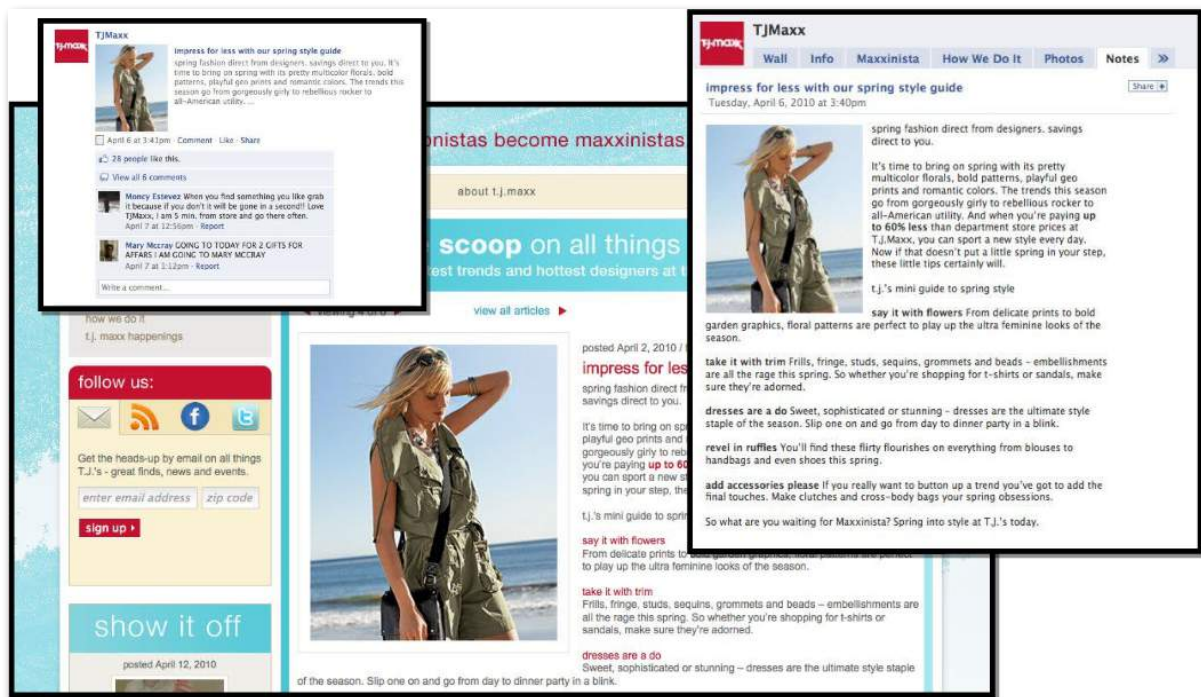 TJ-maxx
TJMaxx
impress for less with our spring style guide
spring fashion direct from designers. savings direct to you. It's
time to bring on spring with its pretty multicolor florals, bold
patterns, playful geo prints and romantic colors. The trends this
season go from gorgeously girly to rebellious rocker to
all-American utility. ...
April 6 at 3:41pm · Comment · Like · Share
28 people like this.
View all 6 comments
Moncy Estevez When you find something you like grab
it because if you don't it will be gone in a second!! Love
TJMaxx, I am 5 min. from store and go there often.
April 7 at 12:56pm · Report
Mary Mccray GOING TO TODAY FOR 2 GIFTS FOR
AFFARS I AM GOING TO MARY MCCBAY
April 7 at 1:12pm · Report
Write a comment...
nistas become maxxinistas
about t.j.maxx
scoop on all things
test trends and hottest designers at t
how we do it
t.j. maxx happenings
follow us:
Get the heads-up by email on all things
T.J.'s - great finds, news and events.
enter email address zip code
sign up
show it off
posted April 12, 2010
view all articles
posted April 2, 2010 /
impress for les
spring fashion direct fr
savings direct to you.
It's time to bring on sp
playful geo prints and
gorgeously girly to reb
you're paying up to 60
you can sport a new st
spring in your step, the
t.j.'s mini guide to sprin
say it with flowers
From delicate prints to bold garden graphics, floral patterns are perfect
to play up the ultra feminine looks of the season.
take it with trim
Frills, fringe, studs, sequins, grommets and beads – embellishments are
all the rage this spring. So whether you're shopping for t-shirts or
sandals, make sure they're adorned.
dresses are a do
Sweet, sophisticated or stunning – dresses are the ultimate style staple
of the season. Slip one on and go from day to dinner party in a blink.
TJ-maxx
TJMaxx
Wall Info Maxxinista How We Do It Photos Notes »
impress for less with our spring style guide
Share +
Tuesday, April 6, 2010 at 3:40pm
spring fashion direct from designers. savings
direct to you.
It's time to bring on spring with its pretty
multicolor florals, bold patterns, playful geo
prints and romantic colors. The trends this season
go from gorgeously girly to rebellious rocker to
all-American utility. And when you're paying up
to 60% less than department store prices at
T.J.Maxx, you can sport a new style every day.
Now if that doesn't put a little spring in your step,
these little tips certainly will.
t.j.'s mini guide to spring style
say it with flowers From delicate prints to bold
garden graphics, floral patterns are perfect to play up the ultra feminine looks of the
season.
take it with trim Frills, fringe, studs, sequins, grommets and beads – embellishments
are all the rage this spring. So whether you're shopping for t-shirts or sandals, make
sure they're adorned.
dresses are a do Sweet, sophisticated or stunning – dresses are the ultimate style
staple of the season. Slip one on and go from day to dinner party in a blink.
revel in ruffles You'll find these flirty flourishes on everything from blouses to
handbags and even shoes this spring.
add accessories please If you really want to button up a trend you've got to add the
final touches. Make clutches and cross-body bags your spring obsessions.
So what are you waiting for Maxxinista? Spring into style at T.J.'s today.